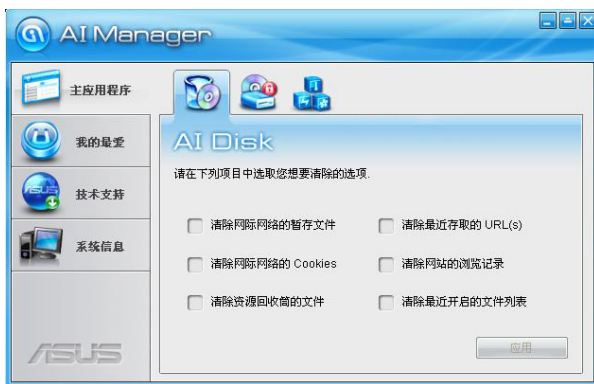 AI Manager
主应用程序
我的最爱
技术支持
系统信息
ASUS
AI Disk
请在下列项目中选取您想要清除的选项.
清除网际网络的暂存文件
清除最近存取的 URL(s)
清除网际网络的 Cookies
清除网站的浏览记录
清除资源回收筒的文件
清除最近开启的文件列表
应用
/SUS